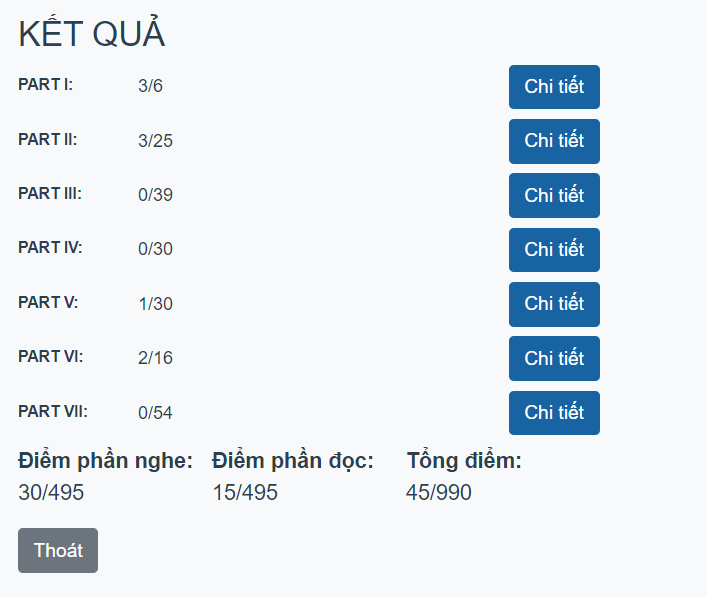 KẾT QUẢ
PART I: 3/6 Chi tiết
PART II: 3/25 Chi tiết
PART III: 0/39 Chi tiết
PART IV: 0/30 Chi tiết
PART V: 1/30 Chi tiết
PART VI: 2/16 Chi tiết
PART VII: 0/54 Chi tiết
Điểm phần nghe: Điểm phần đọc: Tổng điểm:
30/495 15/495 45/990
Thoát